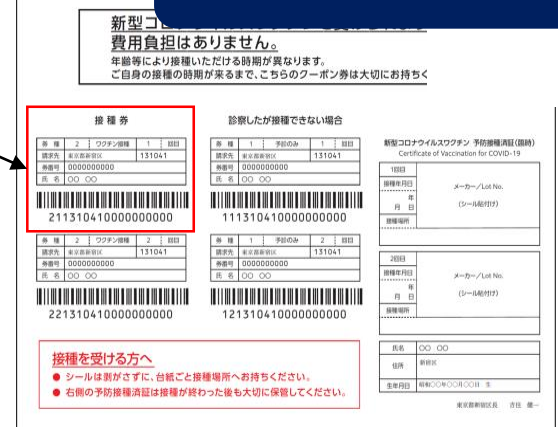 費用負担はありません。
年齢等により接種いただける時期が異なります。
ご自身の接種の時期が来るまで、こちらのクーポン券は大切にお持ちく
接種券
診察したが接種できない場合
新型コロナウイルスワクチン 予防接種済証(臨時)
Certificate of Vaccination for COVID-19
券種 2 ワクチン接種 1 回目
請求先 東京都新宿区 131041
券番号 0000000000
氏名 〇〇 〇〇
211310410000000000
券種 1 予診のみ 1 回目
請求先 東京都新宿区 131041
券番号 0000000000
氏名 〇〇 〇〇
111310410000000000
1回目
接種年月日
年
月 日
接種場所
メーカー/Lot No.
(シール貼付け)
券種 2 ワクチン接種 2 回目
請求先 東京都新宿区 131041
券番号 0000000000
氏名 〇〇 〇〇
221310410000000000
券種 1 予診のみ 2 回目
請求先 東京都新宿区 131041
券番号 0000000000
氏名 〇〇 〇〇
121310410000000000
2回目
接種年月日
年
月 日
接種場所
メーカー/Lot No.
(シール貼付け)
接種を受ける方へ
● シールは剥がさずに、台紙ごと接種場所へお持ちください。
● 右側の予防接種済証は接種が終わった後も大切に保管してください。
氏名 〇〇 〇〇
住所 新宿区
生年月日 昭和〇〇年〇〇月〇〇日 生
東京都新宿区長 吉住 健一